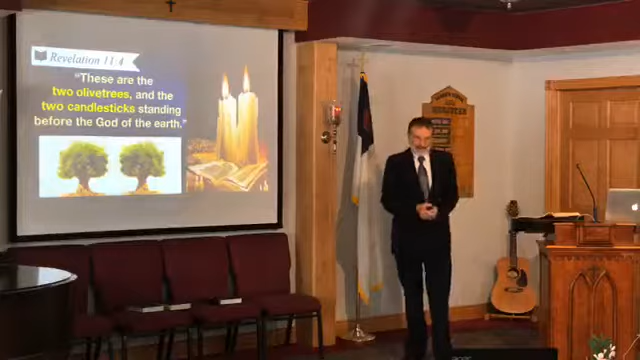 Revelation 11:4
"These are the
two olivetrees, and the
two candlesticks standing
before the God of the earth."